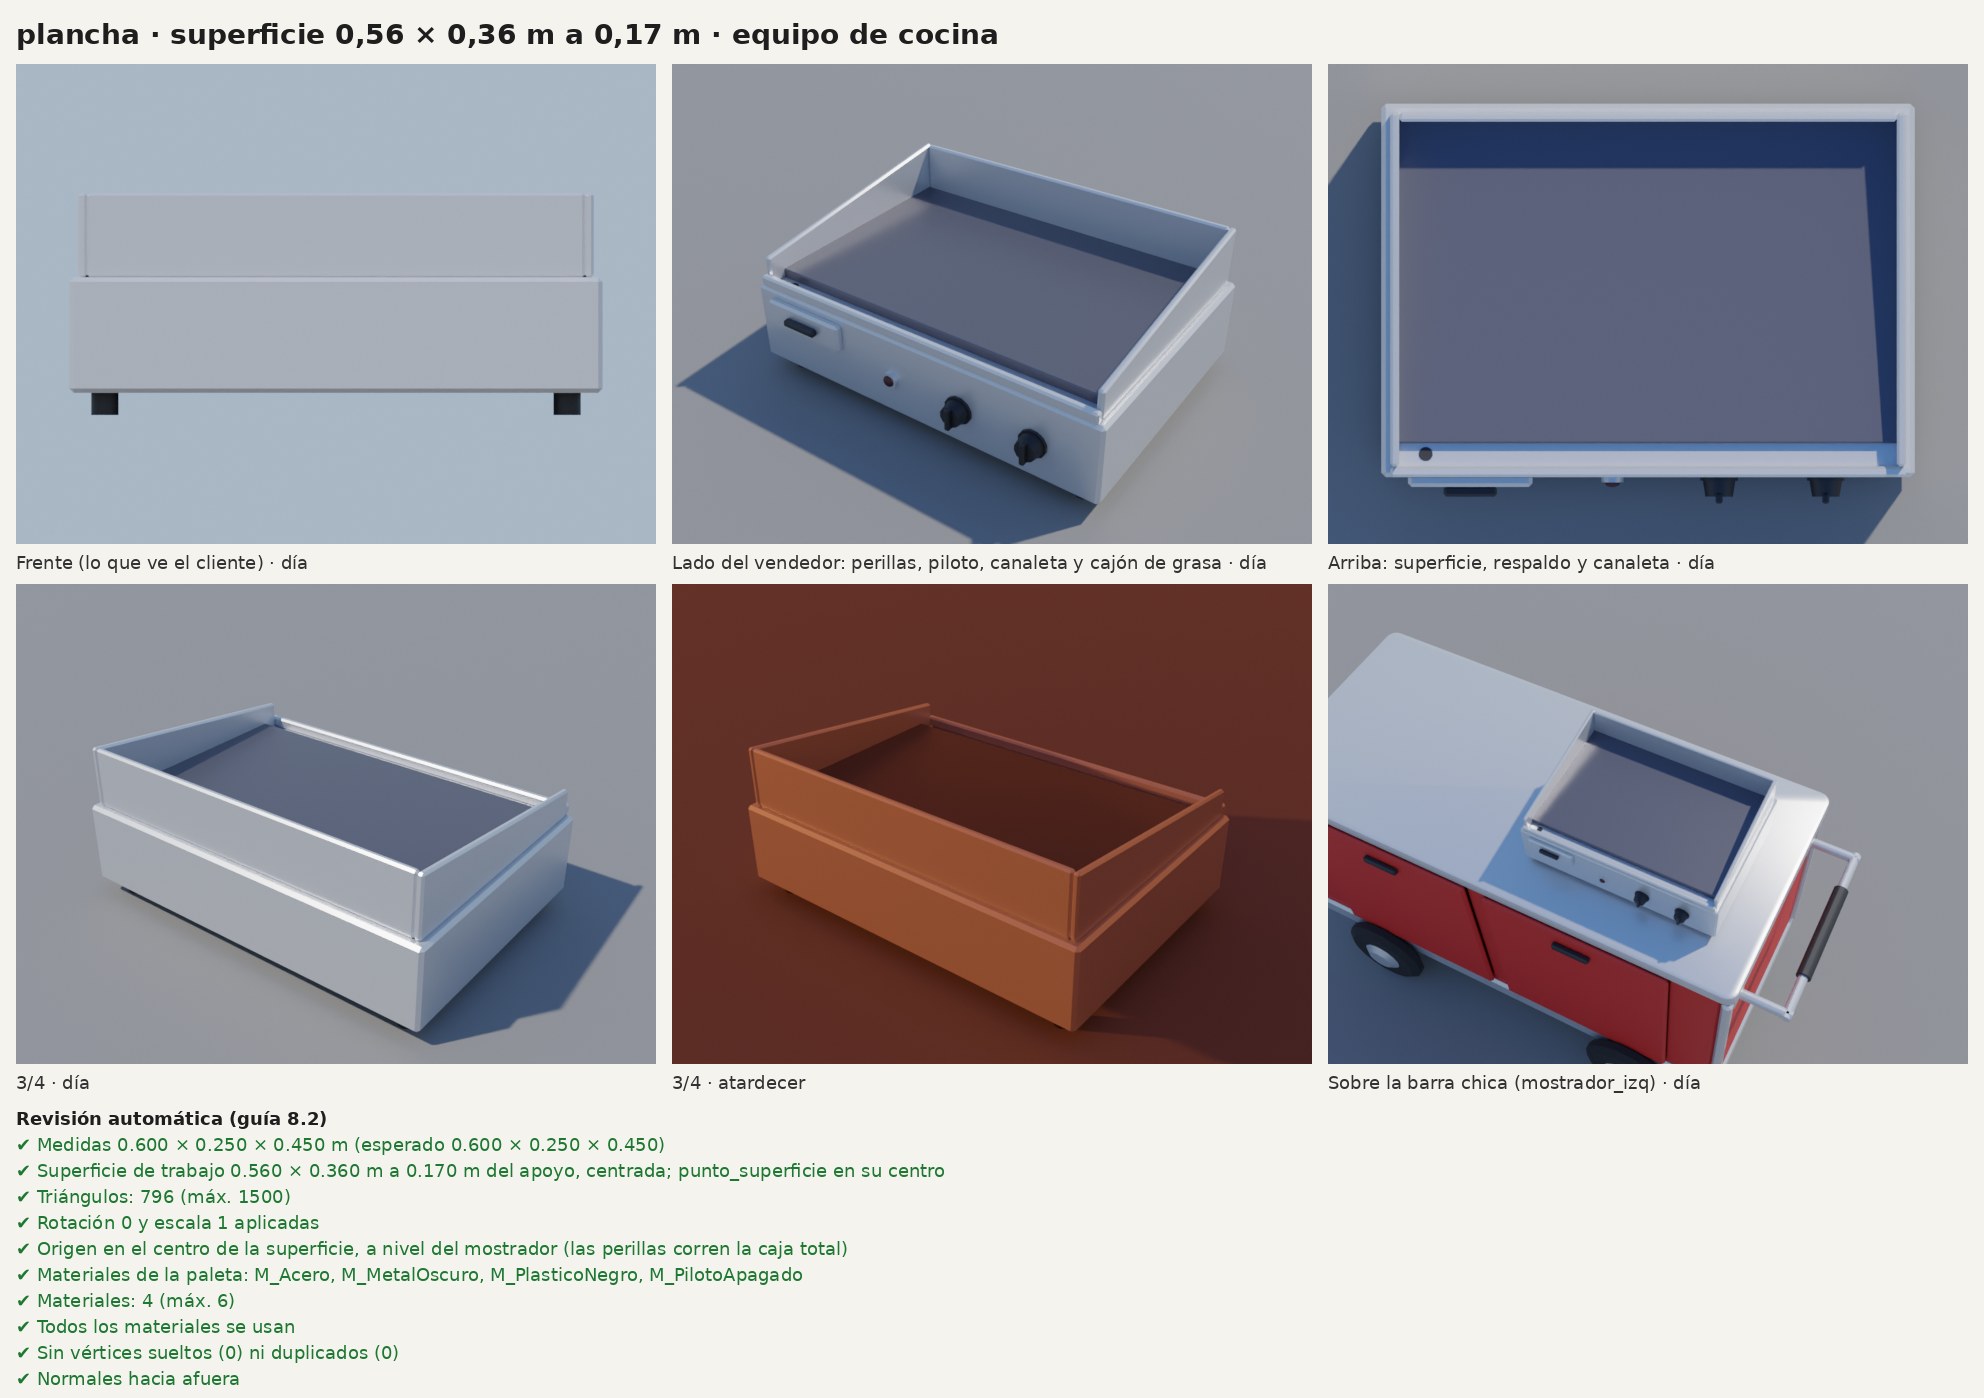 plancha · superficie 0,56 × 0,36 m a 0,17 m · equipo de cocina
Frente (lo que ve el cliente) · día
Lado del vendedor: perillas, piloto, canaleta y cajón de grasa · día
Arriba: superficie, respaldo y canaleta · día
3/4 · día
3/4 · atardecer
Sobre la barra chica (mostrador_izq) · día
Revisión automática (guía 8.2)
✔ Medidas 0.600 × 0.250 × 0.450 m (esperado 0.600 × 0.250 × 0.450)
✔ Superficie de trabajo 0.560 × 0.360 m a 0.170 m del apoyo, centrada; punto_superficie en su centro
✔ Triángulos: 796 (máx. 1500)
✔ Rotación 0 y escala 1 aplicadas
✔ Origen en el centro de la superficie, a nivel del mostrador (las perillas corren la caja total)
✔ Materiales de la paleta: M_Acero, M_MetalOscuro, M_PlasticoNegro, M_PilotoApagado
✔ Materiales: 4 (máx. 6)
✔ Todos los materiales se usan
✔ Sin vértices sueltos (0) ni duplicados (0)
✔ Normales hacia afuera